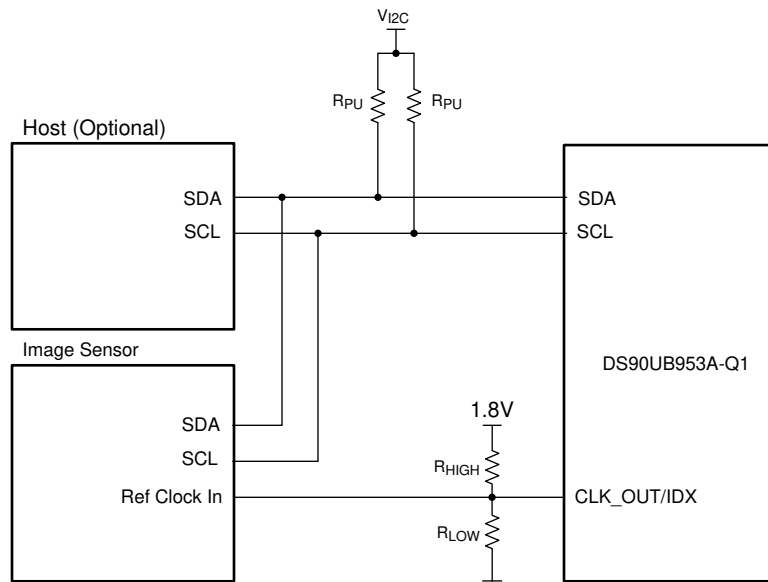 VI2C
RPU
RPU
Host (Optional)
SDA
SCL
SDA
SCL
Image Sensor
DS90UB953A-Q1
1.8V
SDA
SCL
RHIGH
Ref Clock In
CLK_OUT/IDX
RLOW